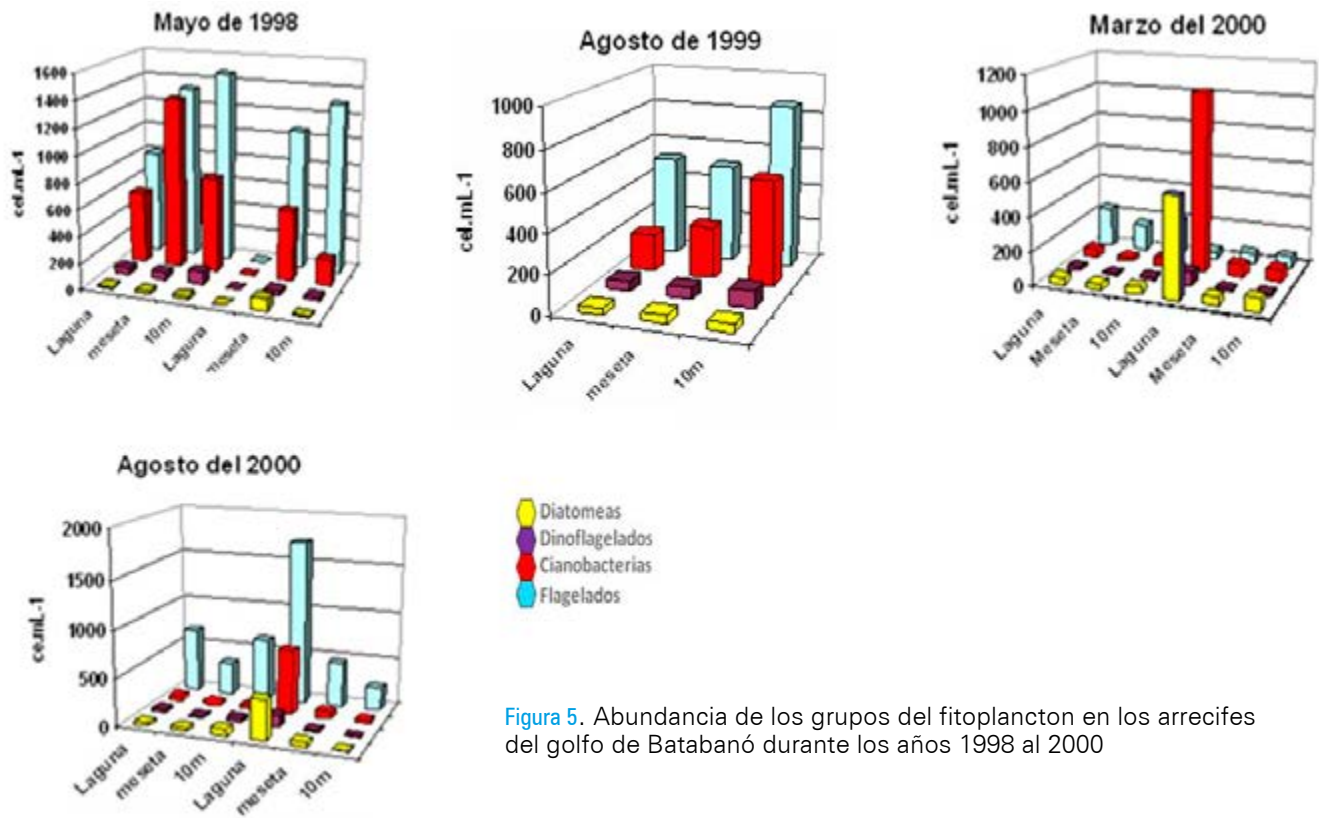 Mayo de 1998
1600
1400
1200
1000
800
600
400
200
0
cel.mL-1
Laguna
meseta
10m
Laguna
meseta
10m
Agosto de 1999
1000
800
600
400
200
0
cel.mL-1
Laguna
meseta
10m
Marzo del 2000
1200
1000
800
600
400
200
0
cel.mL-1
Laguna
Meseta
10m
Laguna
Meseta
10m
Agosto del 2000
2000
1500
1000
500
0
ce.mL-1
Laguna
meseta
10m
Laguna
meseta
10m
Diatomeas
Dinoflagelados
Cianobacterias
Flagelados
Figura 5. Abundancia de los grupos del fitoplancton en los arrecifes
del golfo de Batabanó durante los años 1998 al 2000